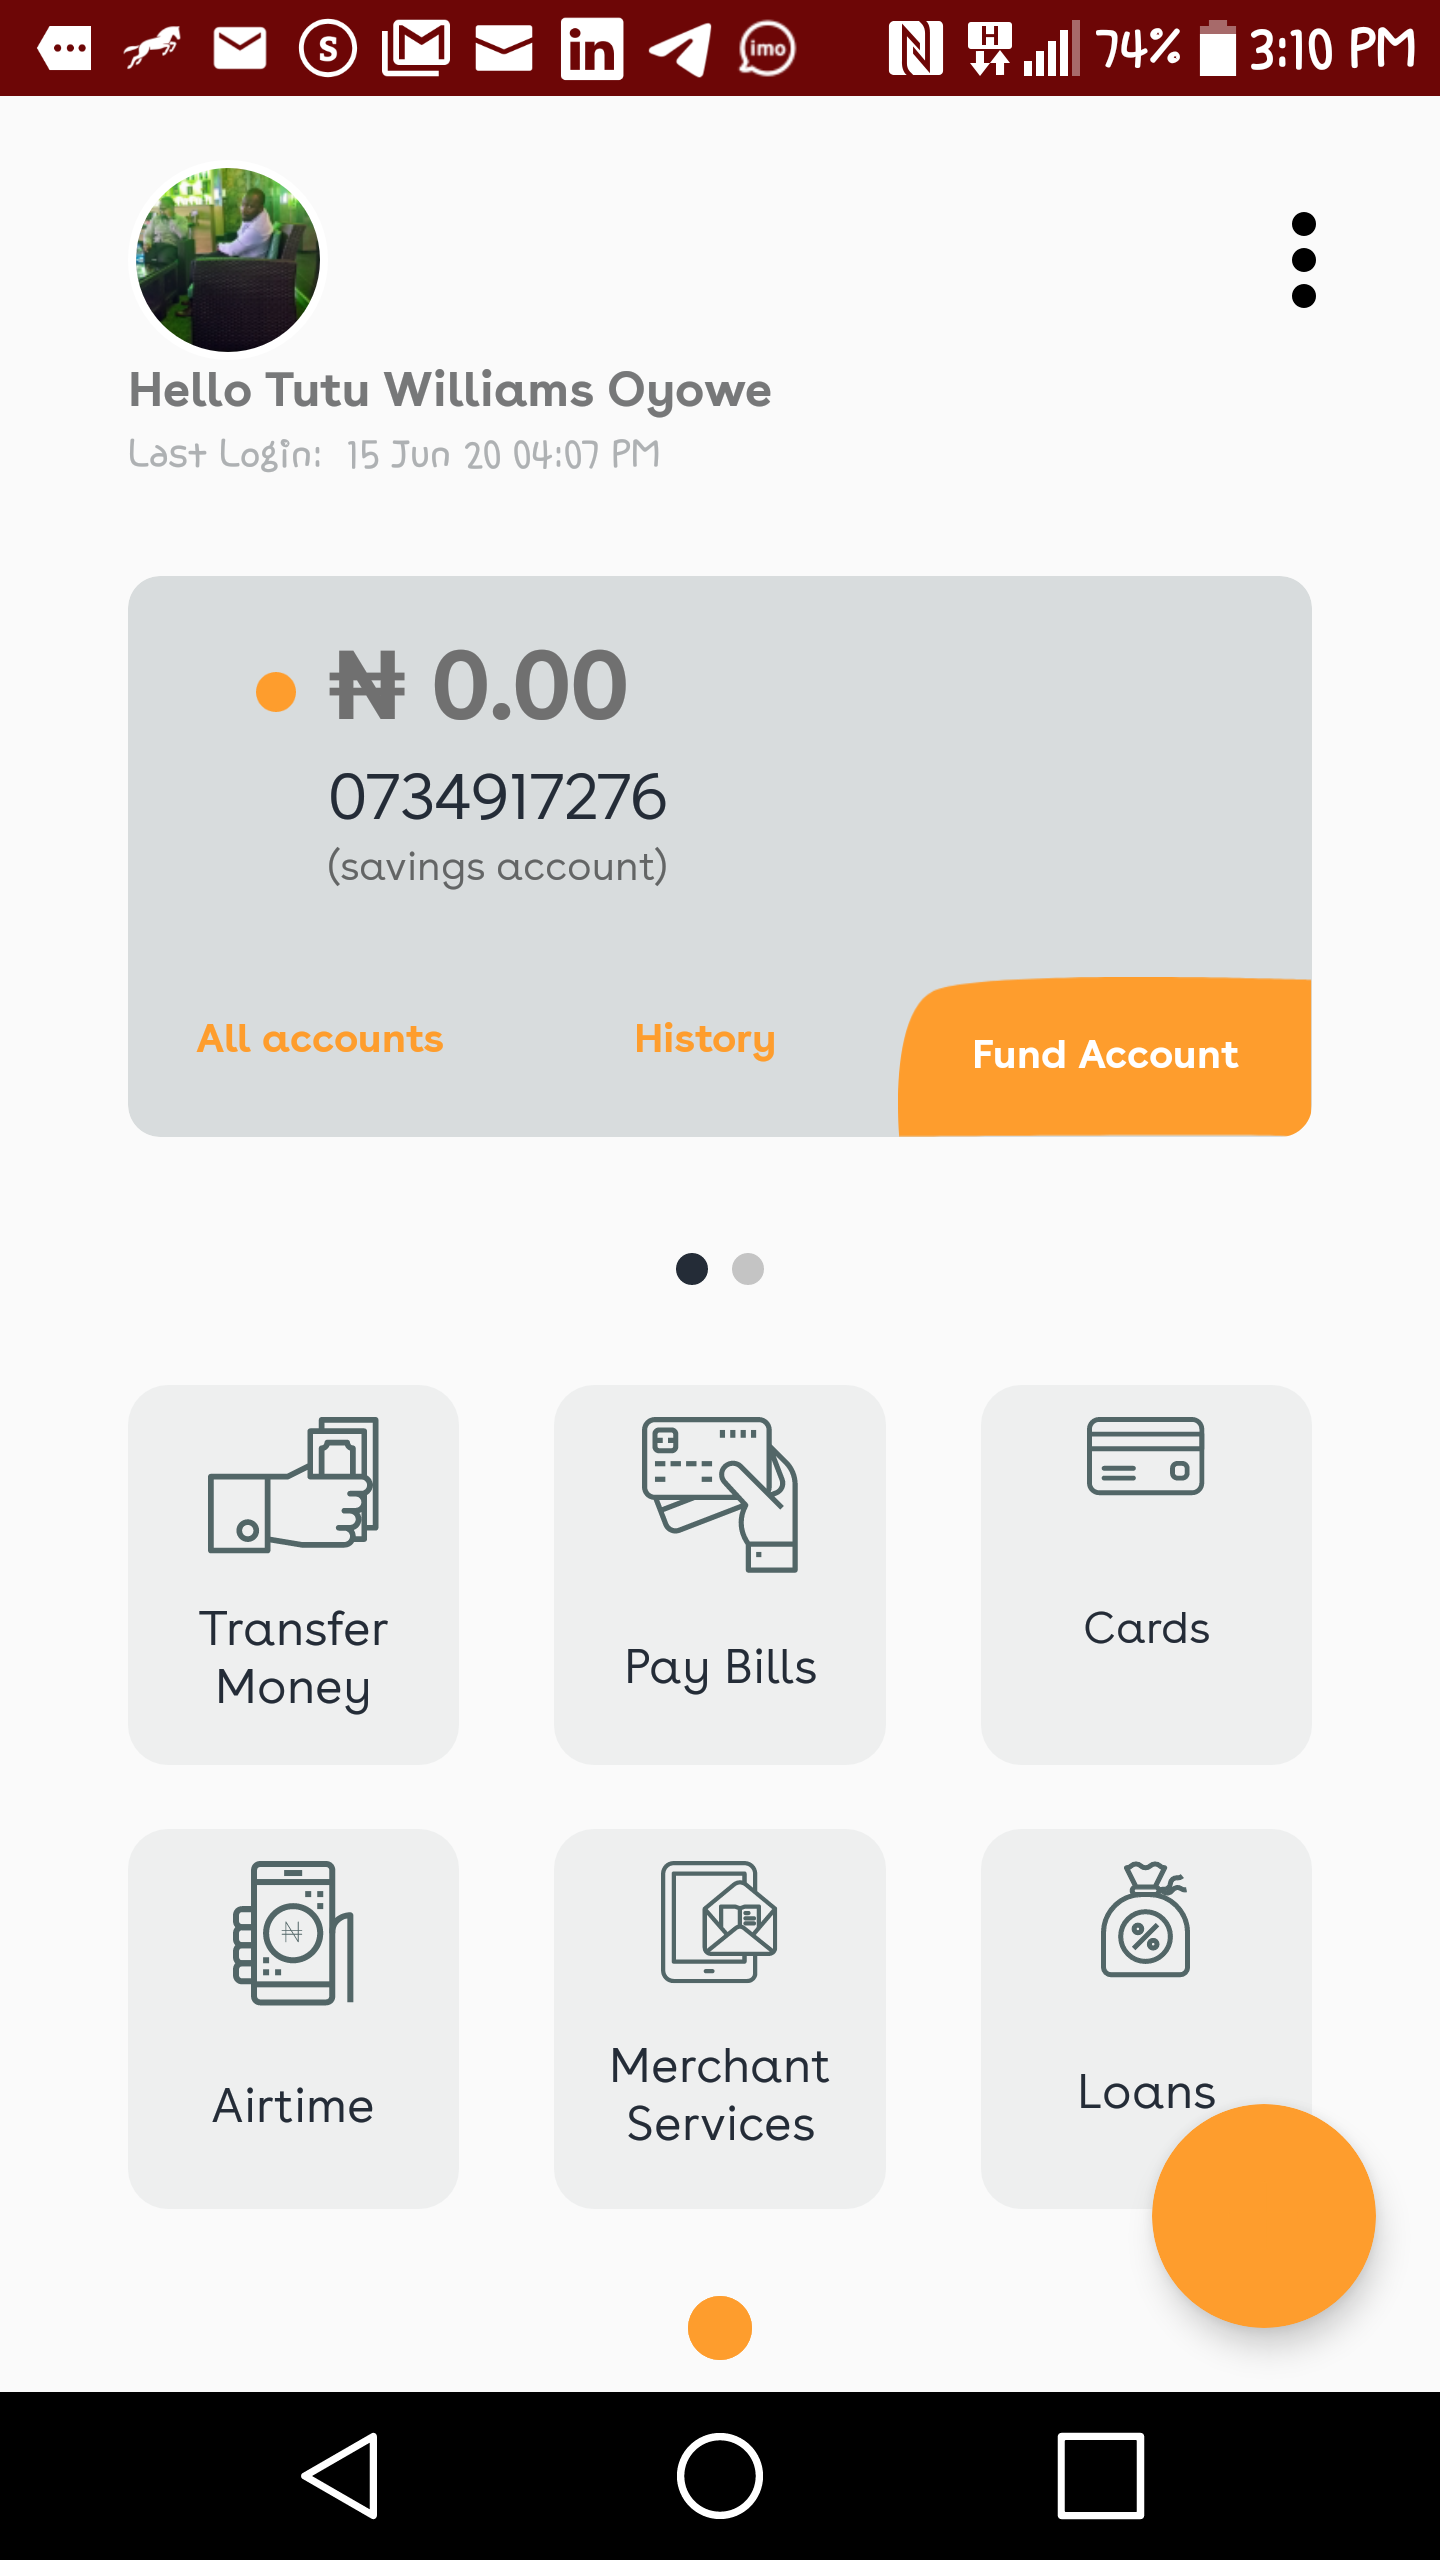 S in imo N H 74% 3:10 PM
Hello Tutu Williams Oyowe
Last Login: 15 Jun 20 04:07 PM
₦ 0.00
0734917276
(savings account)
All accounts History Fund Account
Transfer Money
Pay Bills
Cards
Airtime
Merchant Services
Loans